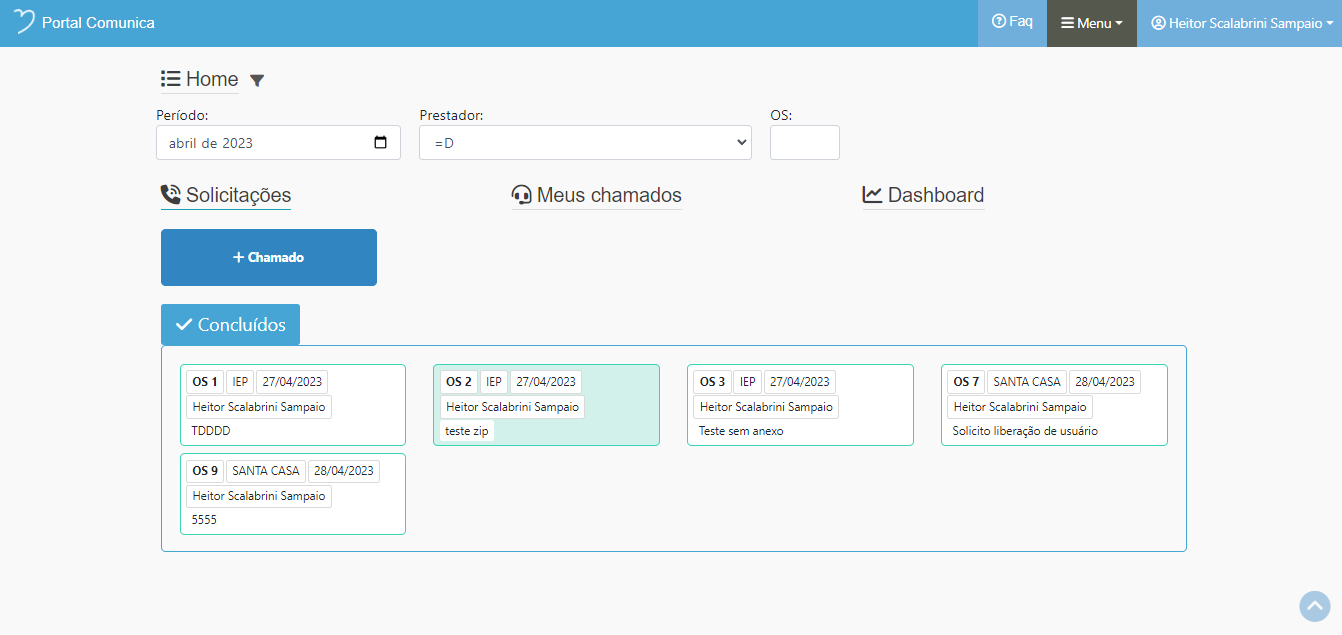 Portal Comunica
Faq
Menu
Heitor Scalabrini Sampaio
Home
Período:
Prestador:
OS:
abril de 2023
=D
Solicitações
Meus chamados
Dashboard
+ Chamado
Concluídos
OS 1 IEP 27/04/2023
Heitor Scalabrini Sampaio
TDDDD
OS 2 IEP 27/04/2023
Heitor Scalabrini Sampaio
teste zip
OS 3 IEP 27/04/2023
Heitor Scalabrini Sampaio
Teste sem anexo
OS 7 SANTA CASA 28/04/2023
Heitor Scalabrini Sampaio
Solicito liberação de usuário
OS 9 SANTA CASA 28/04/2023
Heitor Scalabrini Sampaio
5555